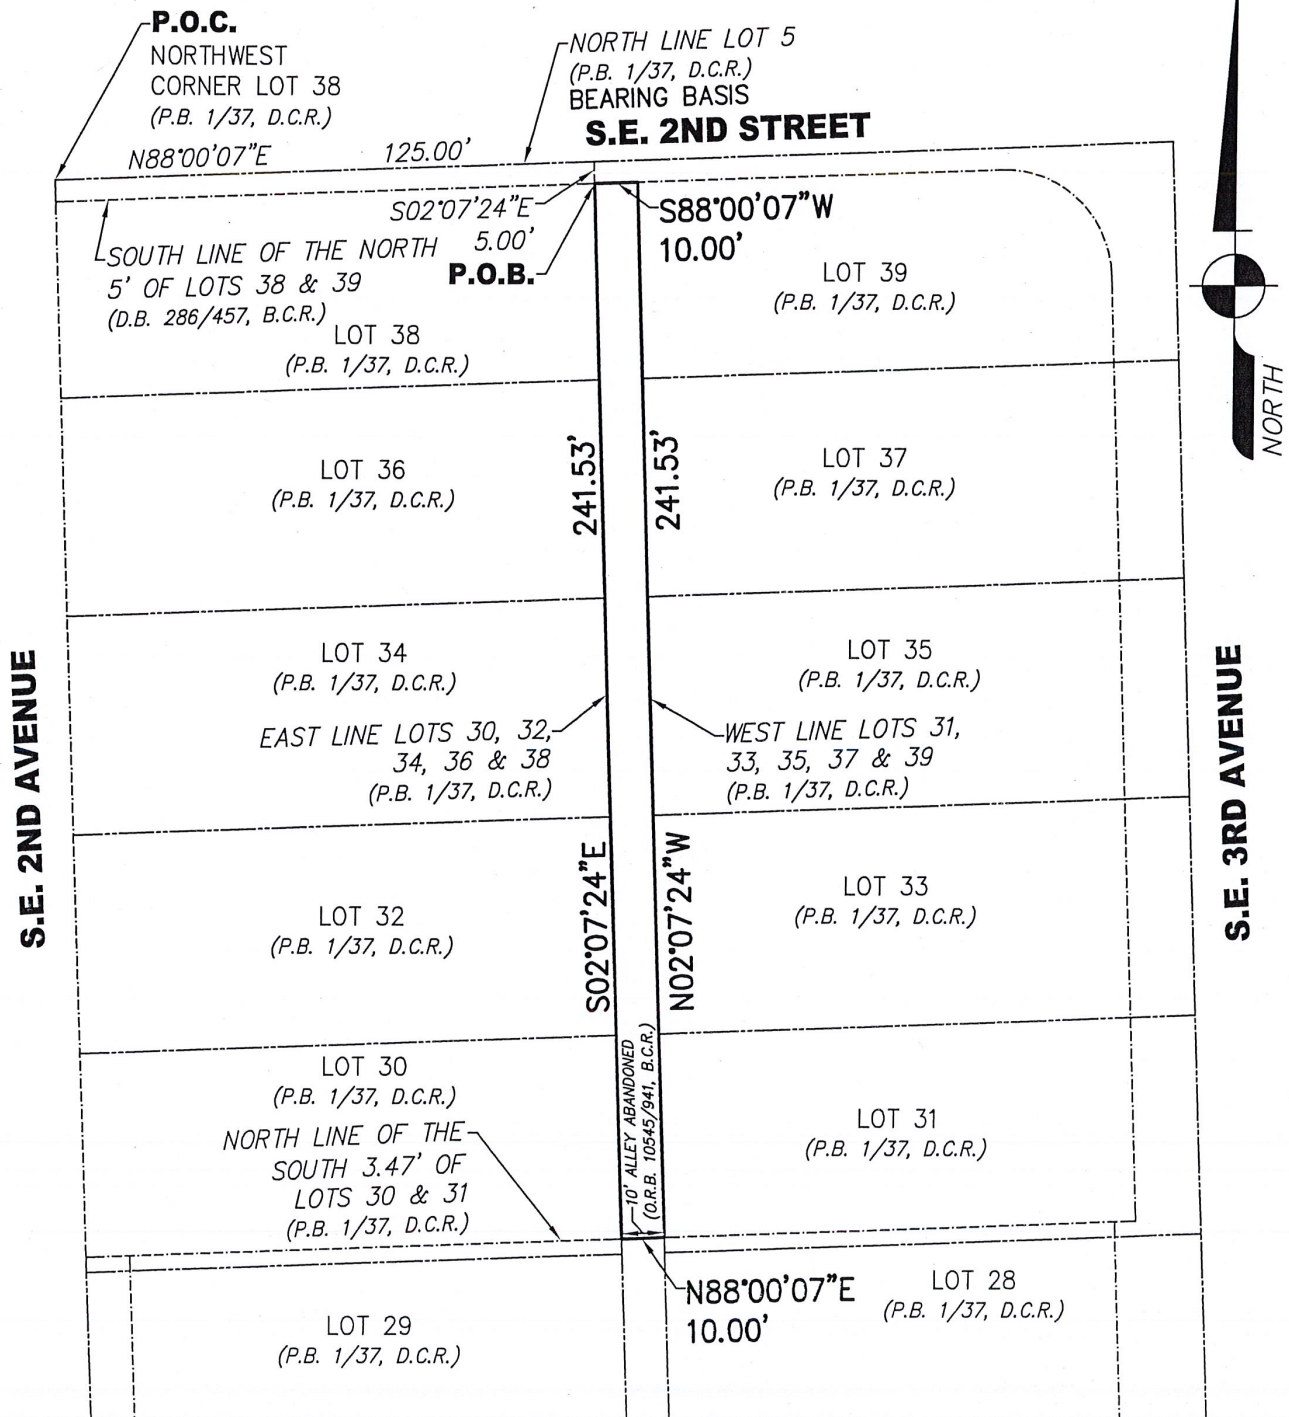 P.O.C.
NORTHWEST
CORNER LOT 38
(P.B. 1/37, D.C.R.)
NORTH LINE LOT 5
(P.B. 1/37, D.C.R.)
BEARING BASIS
S.E. 2ND STREET
N88°00'07"E 125.00'
S02°07'24"E
5.00'
P.O.B.
S88°00'07"W
10.00'
SOUTH LINE OF THE NORTH
5' OF LOTS 38 & 39
(D.B. 286/457, B.C.R.)
LOT 38
(P.B. 1/37, D.C.R.)
LOT 39
(P.B. 1/37, D.C.R.)
NORTH
LOT 36
(P.B. 1/37, D.C.R.)
241.53'
241.53'
LOT 37
(P.B. 1/37, D.C.R.)
LOT 34
(P.B. 1/37, D.C.R.)
LOT 35
(P.B. 1/37, D.C.R.)
EAST LINE LOTS 30, 32,
34, 36 & 38
(P.B. 1/37, D.C.R.)
WEST LINE LOTS 31,
33, 35, 37 & 39
(P.B. 1/37, D.C.R.)
S.E. 2ND AVENUE
S.E. 3RD AVENUE
LOT 32
(P.B. 1/37, D.C.R.)
S02°07'24"E
N02°07'24"W
LOT 33
(P.B. 1/37, D.C.R.)
LOT 30
(P.B. 1/37, D.C.R.)
10' ALLEY ABANDONED
(O.R.B. 10545/941, B.C.R.)
LOT 31
(P.B. 1/37, D.C.R.)
NORTH LINE OF THE
SOUTH 3.47' OF
LOTS 30 & 31
(P.B. 1/37, D.C.R.)
N88°00'07"E
10.00'
LOT 28
(P.B. 1/37, D.C.R.)
LOT 29
(P.B. 1/37, D.C.R.)